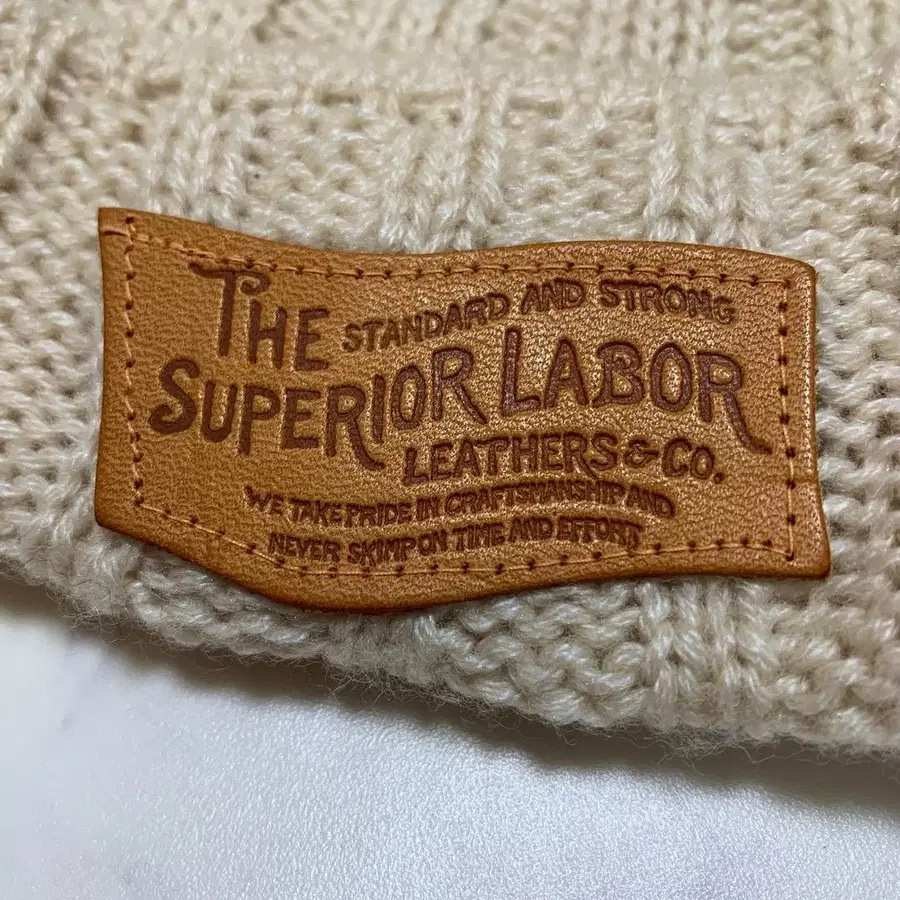 THE STANDARD AND STRONG
SUPERIOR LABOR
LEATHERS & CO.
WE TAKE PRIDE IN CRAFTSMANSHIP AND
NEVER SKIMP ON TIME AND EFFORT